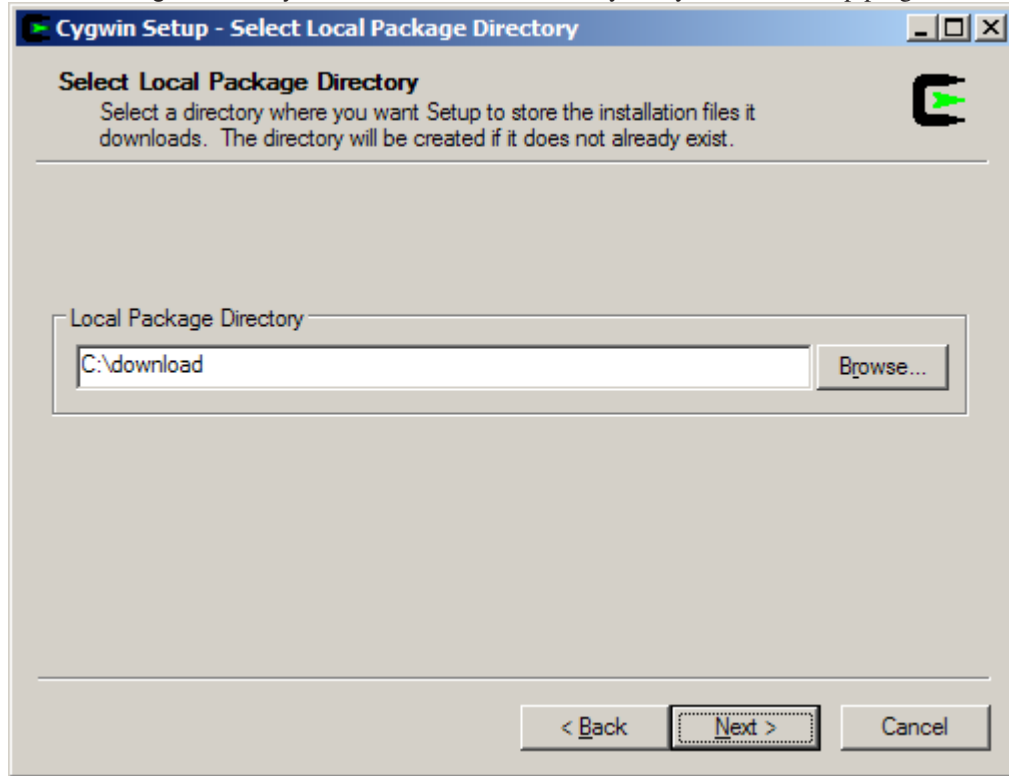 Cygwin Setup - Select Local Package Directory
Select Local Package Directory
Select a directory where you want Setup to store the installation files it
downloads. The directory will be created if it does not already exist.
Local Package Directory
C:\download
Browse...
< Back Next > Cancel